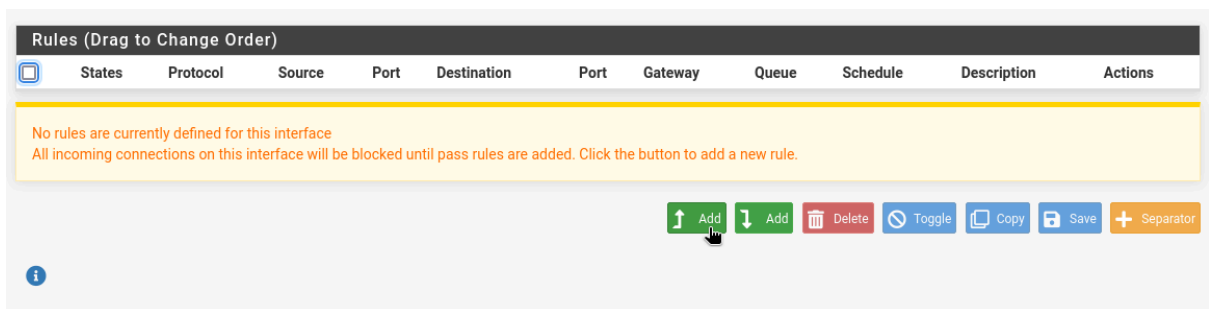 Rules (Drag to Change Order)
States Protocol Source Port Destination Port Gateway Queue Schedule Description Actions
No rules are currently defined for this interface
All incoming connections on this interface will be blocked until pass rules are added. Click the button to add a new rule.
Add Add Delete Toggle Copy Save Separator